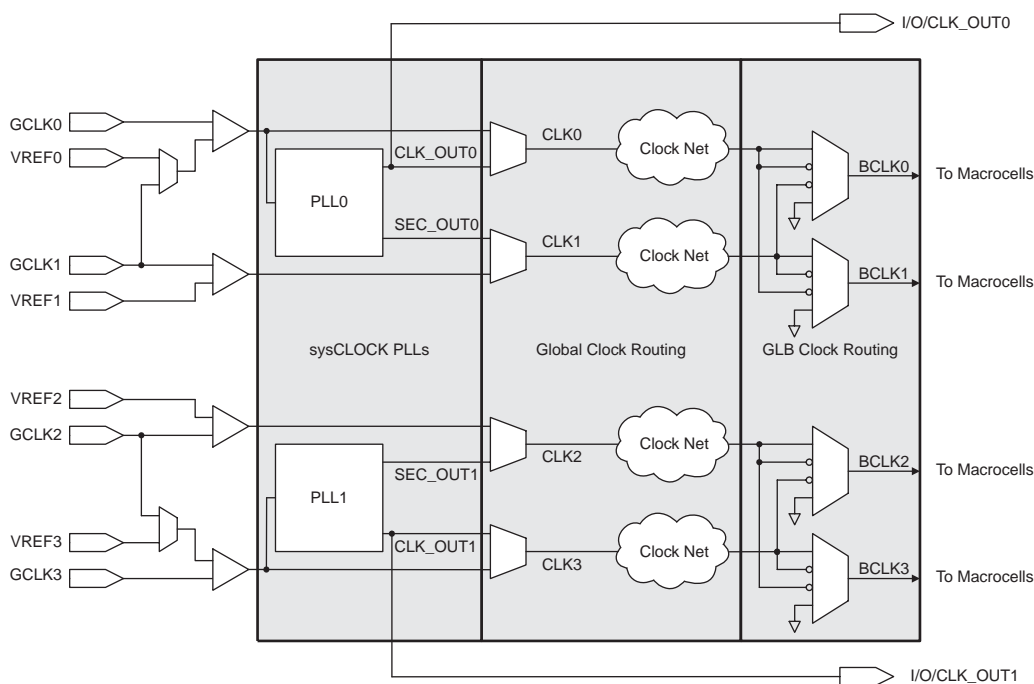 I/O/CLK_OUT0
GCLK0
CLK0
Clock Net
VREF0
CLK_OUT0
BCLK0
To Macrocells
PLL0
SEC_OUT0
CLK1
GCLK1
Clock Net
BCLK1
To Macrocells
VREF1
sysCLOCK PLLs
Global Clock Routing
GLB Clock Routing
VREF2
GCLK2
Clock Net
CLK2
BCLK2
To Macrocells
SEC_OUT1
PLL1
VREF3
CLK_OUT1
Clock Net
CLK3
GCLK3
BCLK3
To Macrocells
I/O/CLK_OUT1